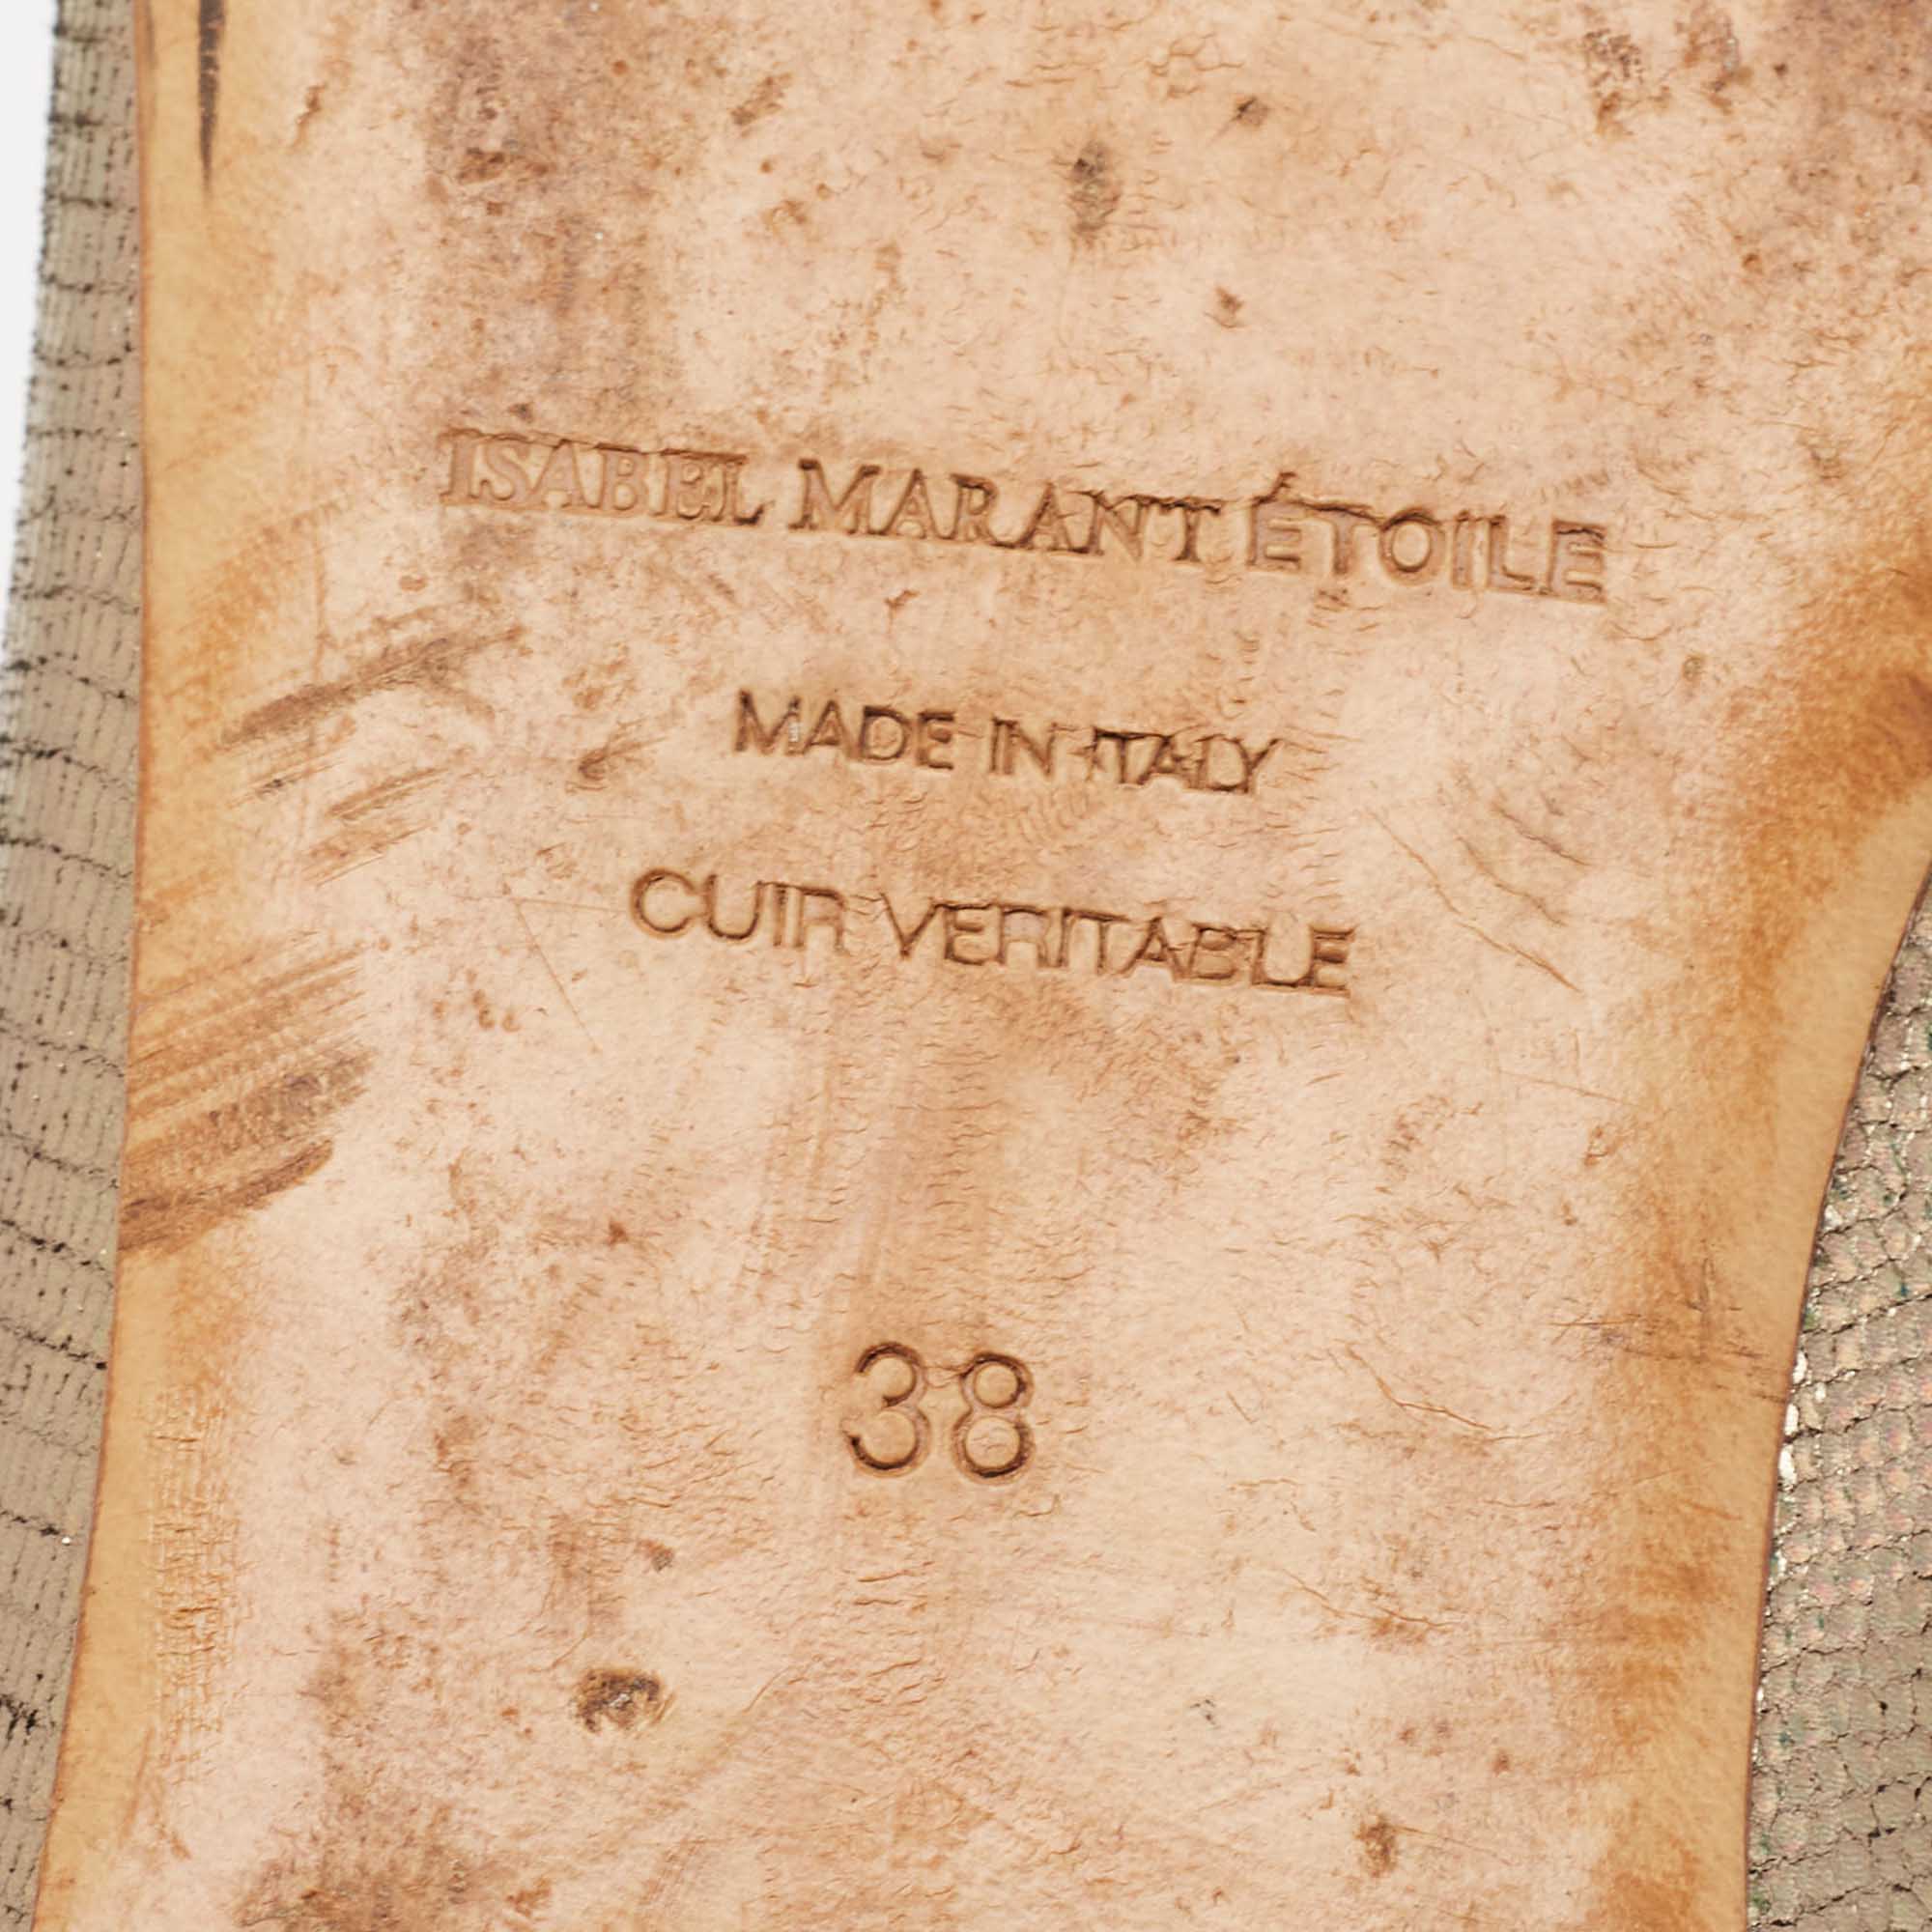 ISABEL MARANT ÉTOILE
MADE IN ITALY
CUIR VERITABLE
38